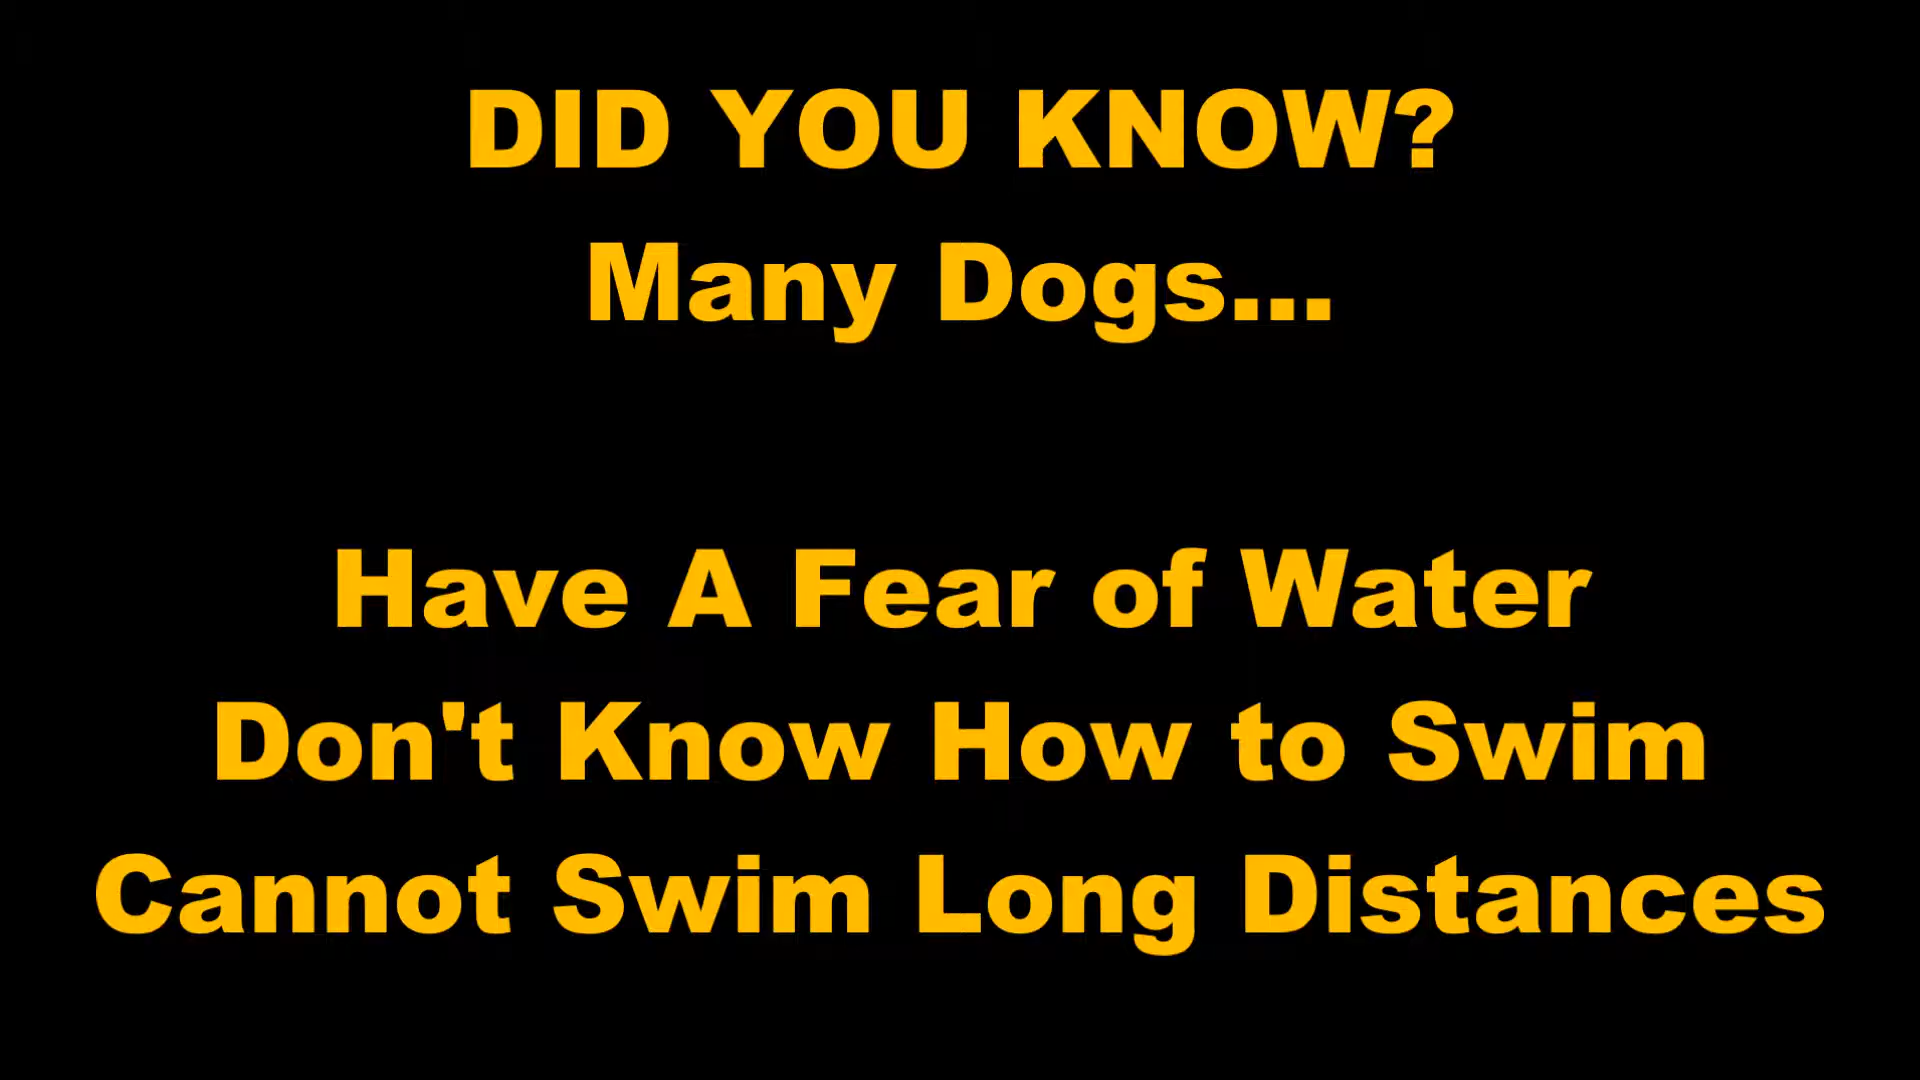 DID YOU KNOW?
Many Dogs...
Have A Fear of Water
Don't Know How to Swim
Cannot Swim Long Distances